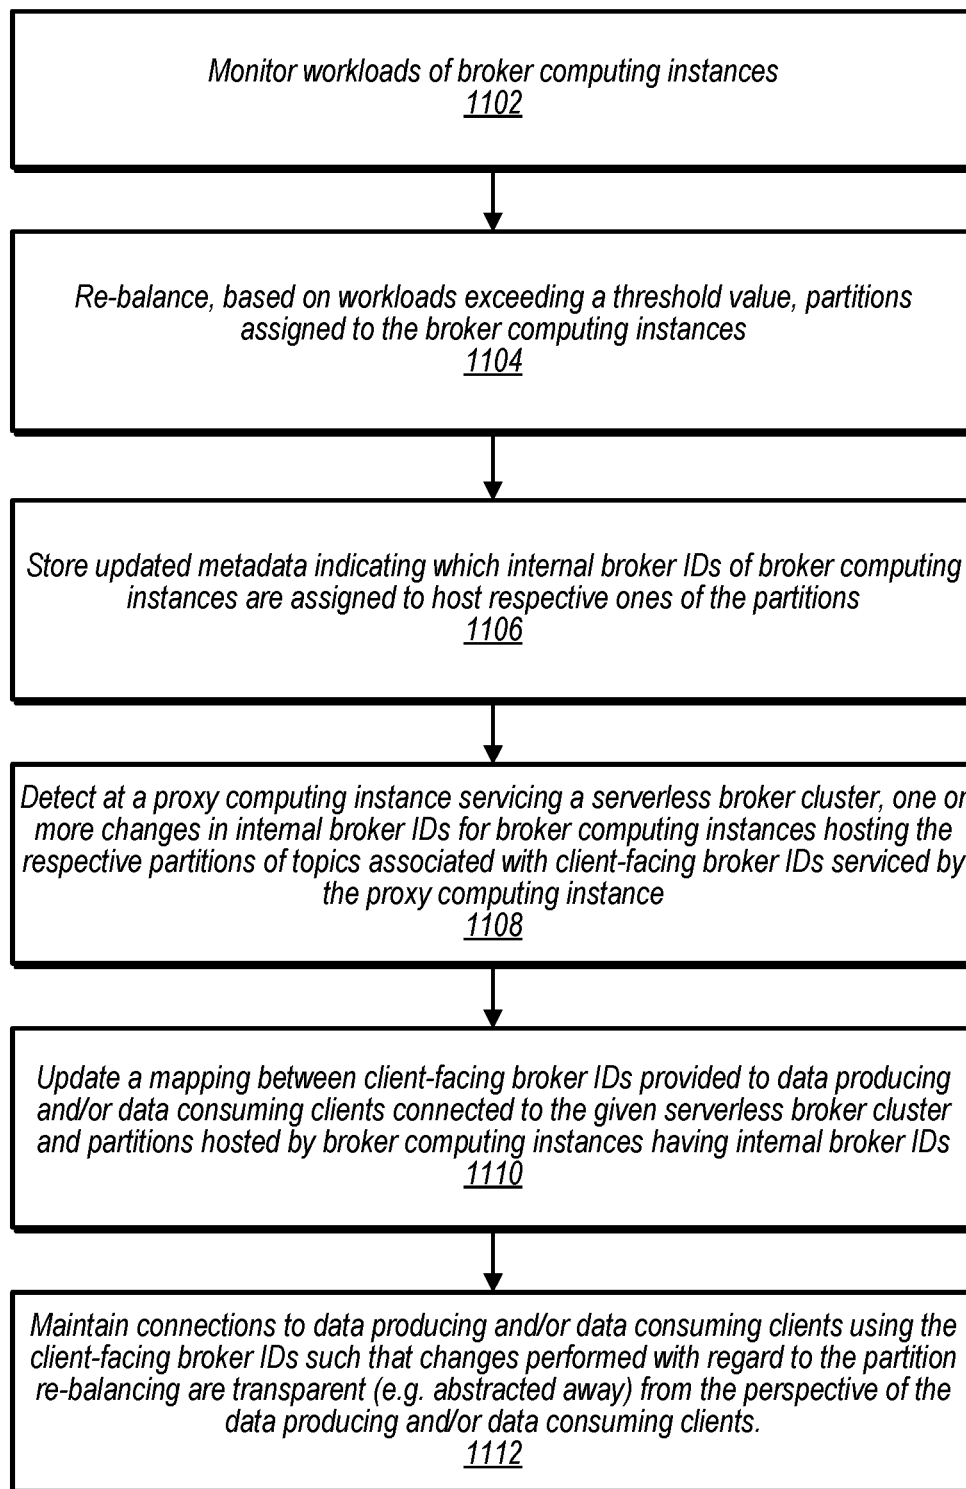 Monitor workloads of broker computing instances
1102
Re-balance, based on workloads exceeding a threshold value, partitions
assigned to the broker computing instances
1104
Store updated metadata indicating which internal broker IDs of broker computing
instances are assigned to host respective ones of the partitions
1106
Detect at a proxy computing instance servicing a serverless broker cluster, one or
more changes in internal broker IDs for broker computing instances hosting the
respective partitions of topics associated with client-facing broker IDs serviced by
the proxy computing instance
1108
Update a mapping between client-facing broker IDs provided to data producing
and/or data consuming clients connected to the given serverless broker cluster
and partitions hosted by broker computing instances having internal broker IDs
1110
Maintain connections to data producing and/or data consuming clients using the
client-facing broker IDs such that changes performed with regard to the partition
re-balancing are transparent (e.g. abstracted away) from the perspective of the
data producing and/or data consuming clients.
1112